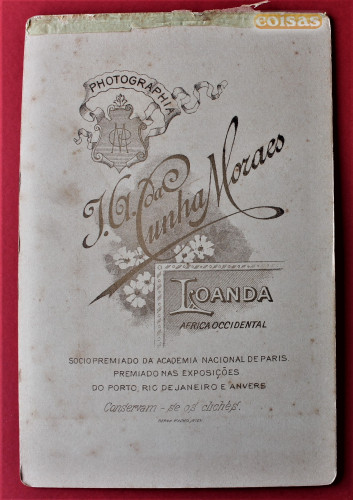 coisas
PHOTOGRAPHIA
J. A. da
Cunha Moraes
LOANDA
AFRICA OCCIDENTAL
SOCIO PREMIADO DA ACADEMIA NACIONAL DE PARIS.
PREMIADO NAS EXPOSIÇÕES
DO PORTO, RIO DE JANEIRO E ANVERS
Conservam-se os clichés.